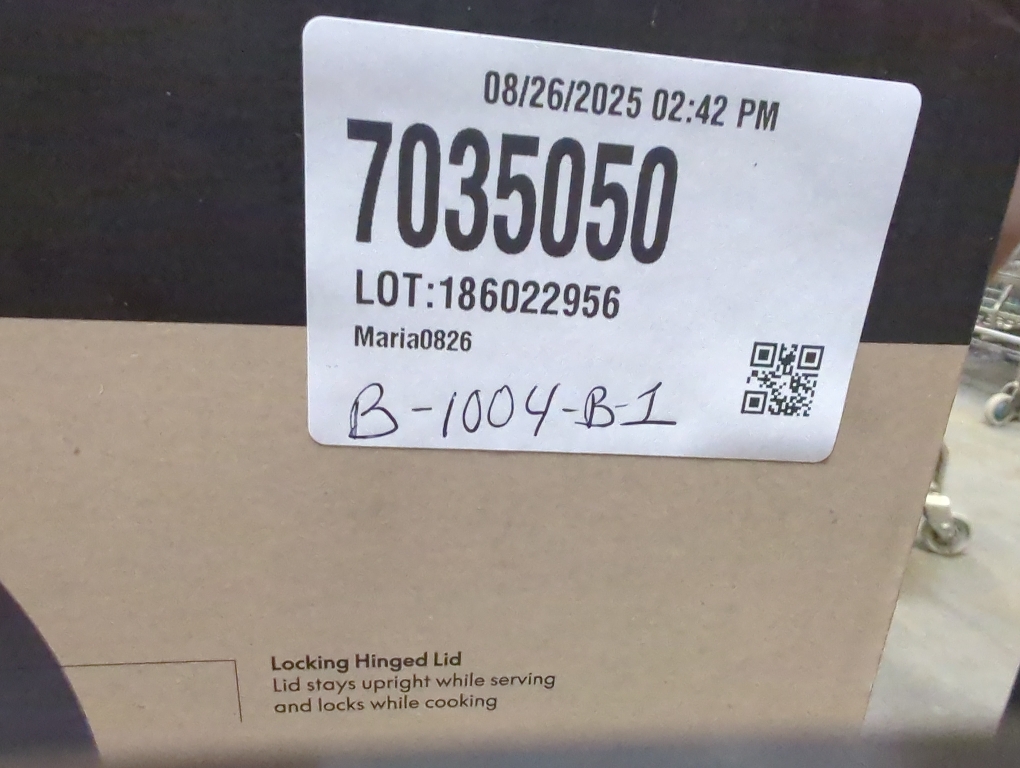 08/26/2025 02:42 PM
7035050
LOT:186022956
Maria0826
B-1004-B-1
Locking Hinged Lid
Lid stays upright while serving
and locks while cooking